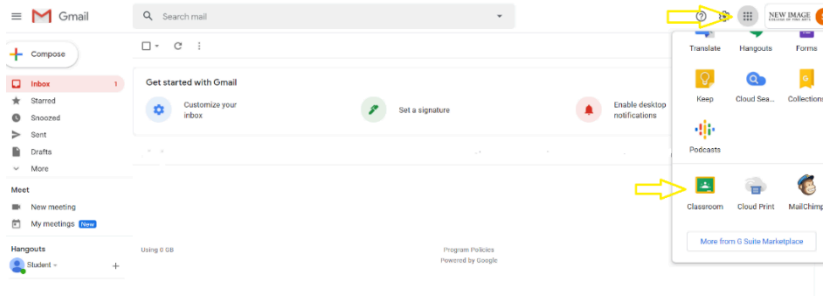 Gmail
Search mail
NEW IMAGE
Compose
Inbox 1
Starred
Snoozed
Sent
Drafts
More
Meet
New meeting
My meetings New
Hangouts
Student
Get started with Gmail
Customize your
inbox
Set a signature
Enable desktop
notifications
Using 0 GB
Program Policies
Powered by Google
Translate Hangouts Forms
Keep Cloud Sea... Collections
Podcasts
Classroom Cloud Print MailChimp
More from G Suite Marketplace